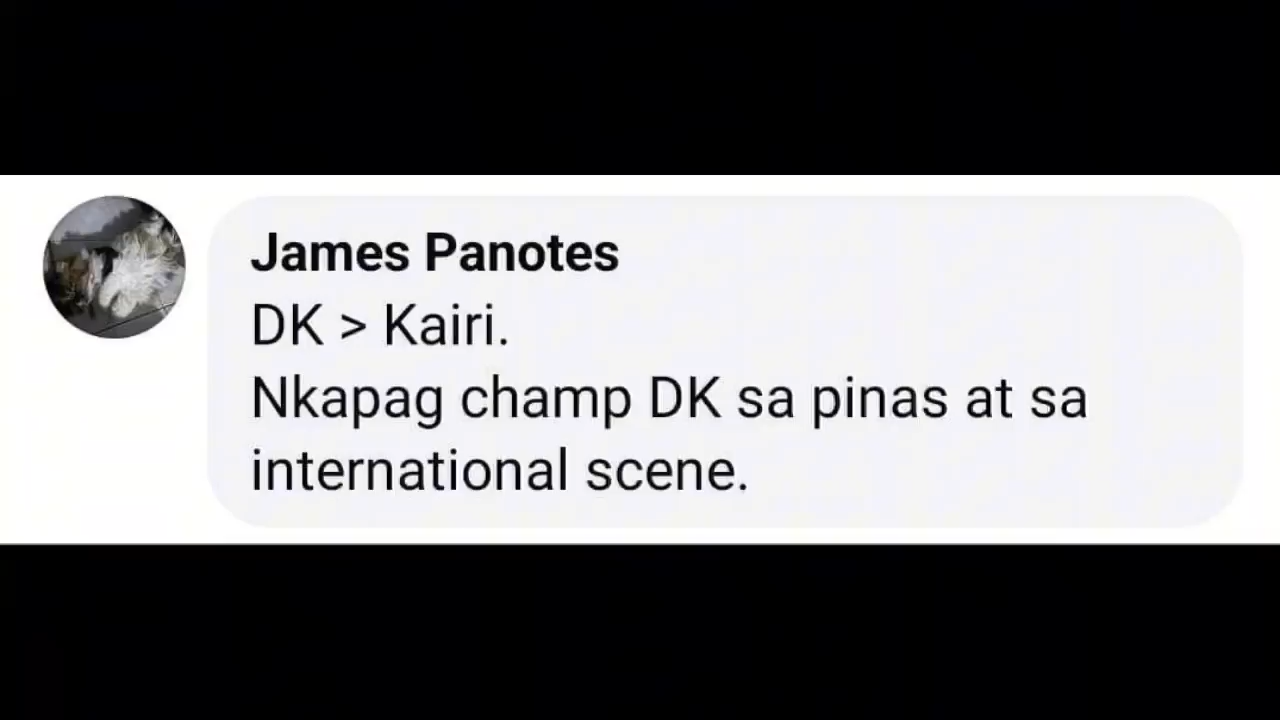 James Panotes
DK > Kairi.
Nkapag champ DK sa pinas at sa
international scene.